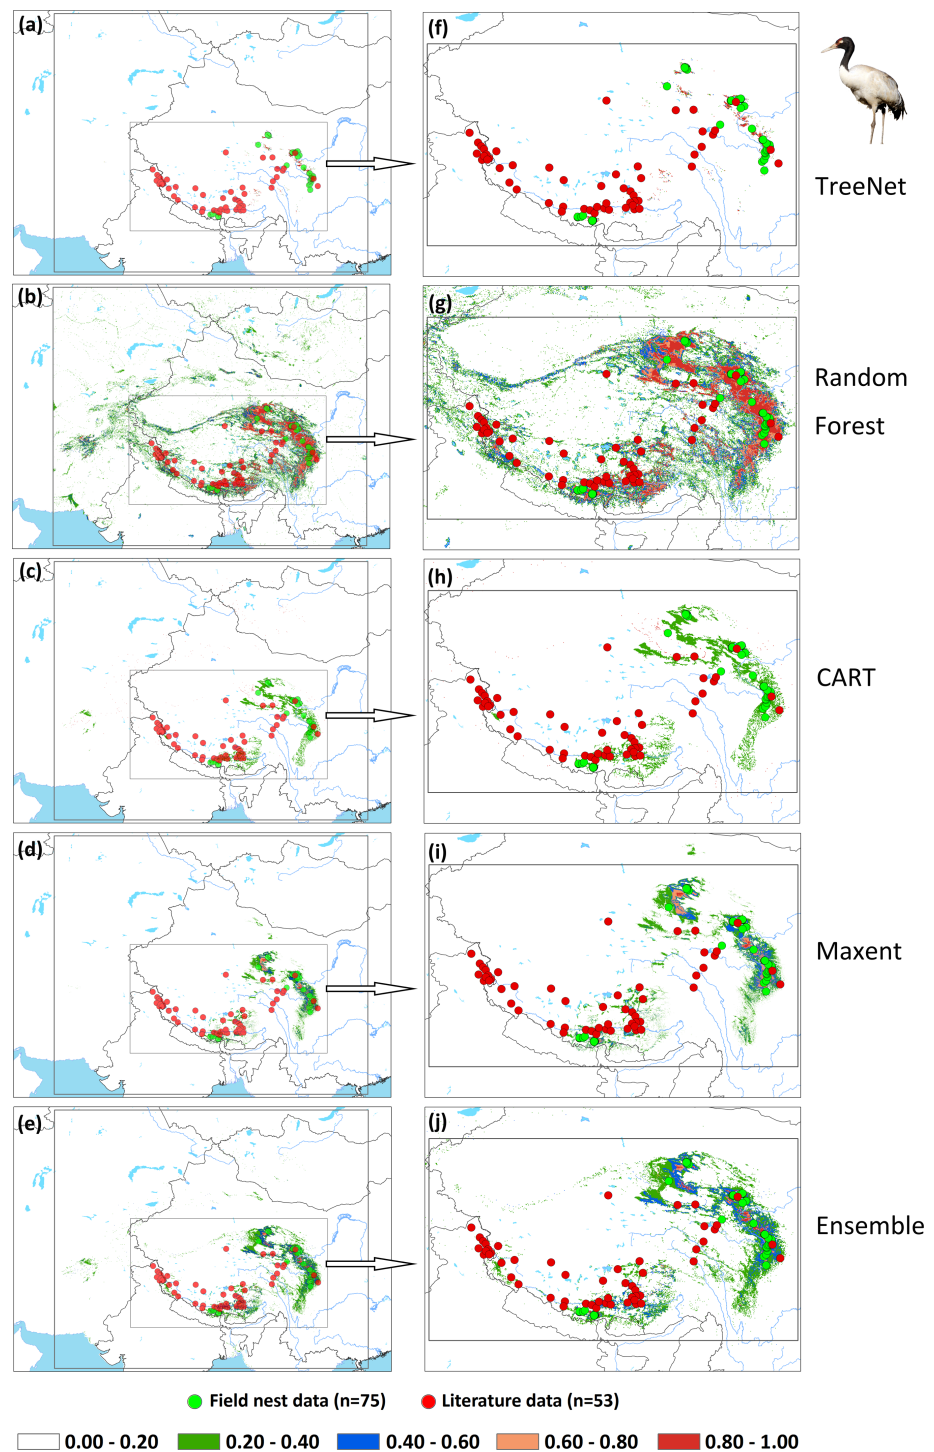 (a)
(f)
TreeNet
(b)
(g)
Random
Forest
(c)
(h)
CART
(d)
(i)
Maxent
(e)
(j)
Ensemble
Field nest data (n=75)
Literature data (n=53)
0.00 - 0.20
0.20 - 0.40
0.40 - 0.60
0.60 - 0.80
0.80 - 1.00